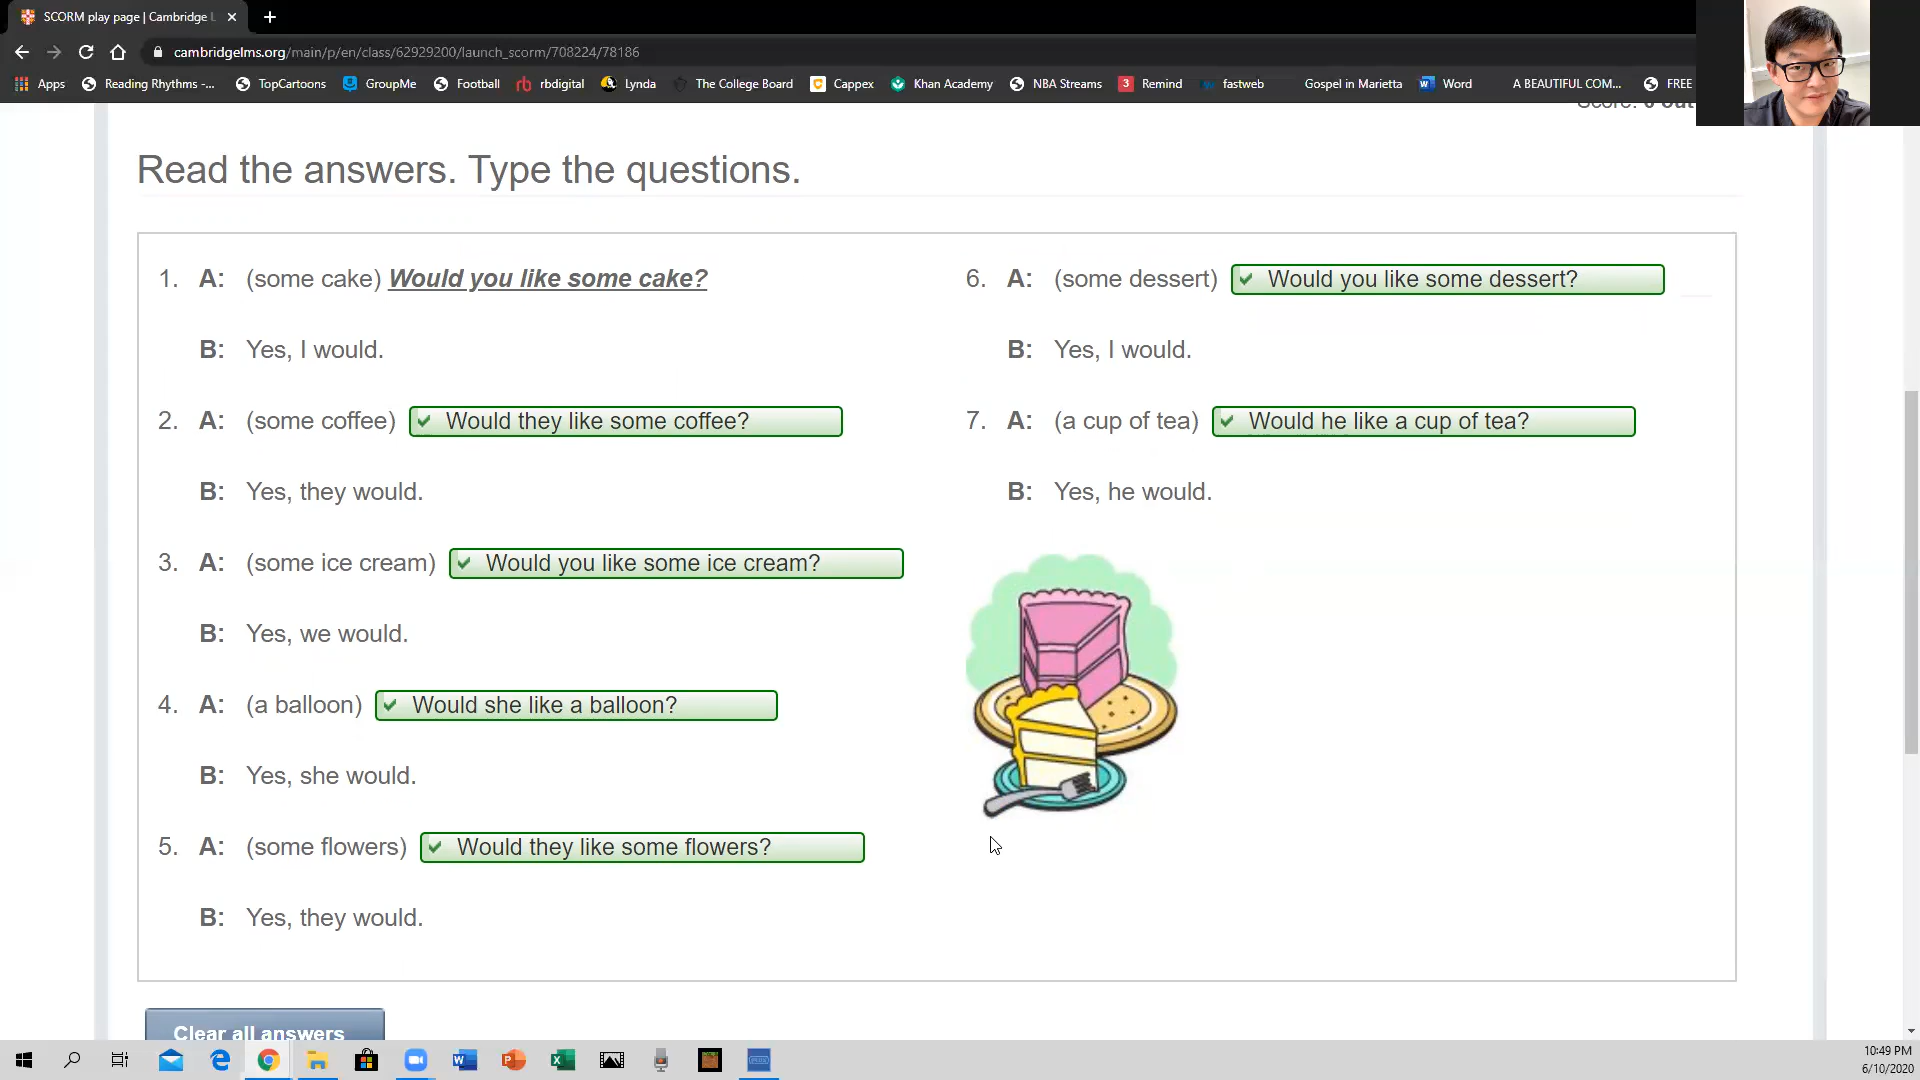 SCORM play page | Cambridge L
cambridgelms.org/main/p/en/class/62929200/launch_scorm/708224/78186
Apps Reading Rhythms -... TopCartoons GroupMe Football rbdigital Lynda The College Board Cappex Khan Academy NBA Streams Remind fastweb Gospel in Marietta Word A BEAUTIFUL COM... FREE
Read the answers. Type the questions.
1. A: (some cake) Would you like some cake?
B: Yes, I would.
2. A: (some coffee) Would they like some coffee?
B: Yes, they would.
3. A: (some ice cream) Would you like some ice cream?
B: Yes, we would.
4. A: (a balloon) Would she like a balloon?
B: Yes, she would.
5. A: (some flowers) Would they like some flowers?
B: Yes, they would.
6. A: (some dessert) Would you like some dessert?
B: Yes, I would.
7. A: (a cup of tea) Would he like a cup of tea?
B: Yes, he would.
Clear all answers
10:49 PM
6/10/2020